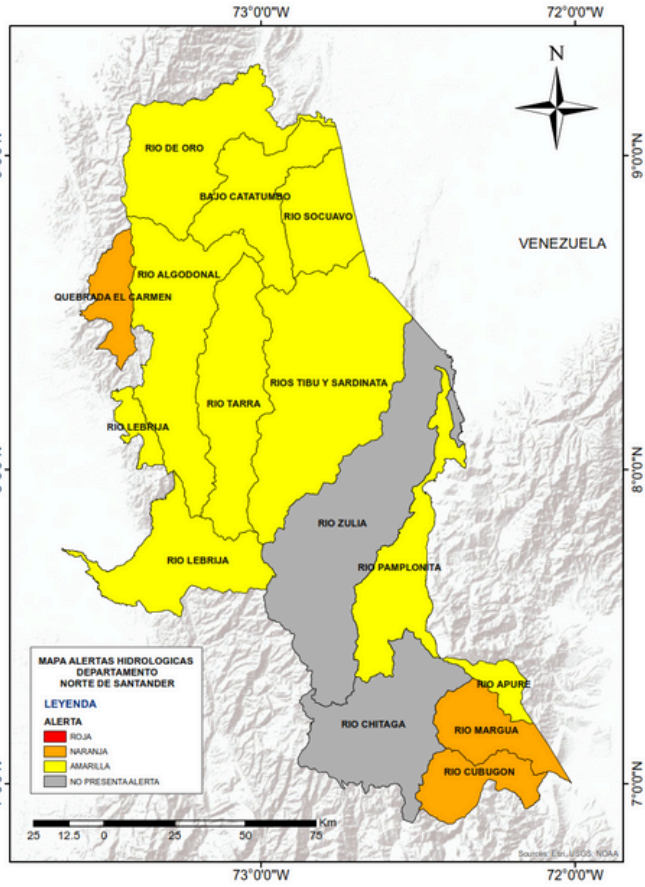 73°0'0"W
72°0'0"W
N
RIO DE ORO
9°0'0"N
BAJO CATATUMBO
RIO SOCUAVO
VENEZUELA
RIO ALGODONAL
QUEBRADA EL CARMEN
RIOS TIBU Y SARDINATA
RIO TARRA
RIO LEBRIJA
8°0'0"N
RIO ZULIA
RIO LEBRIJA
RIO PAMPLONITA
MAPA ALERTAS HIDROLOGICAS
DEPARTAMENTO
NORTE DE SANTANDER
LEYENDA
ALERTA
ROJA
NARANJA
AMARILLA
NO PRESENTA ALERTA
RIO APURE
RIO CHITAGA
RIO MARGUA
RIO CUBUGON
7°0'0"N
Km
25 12.5 0 25 50 75
Sources: Esri, USGS, NOAA
73°0'0"W
72°0'0"W